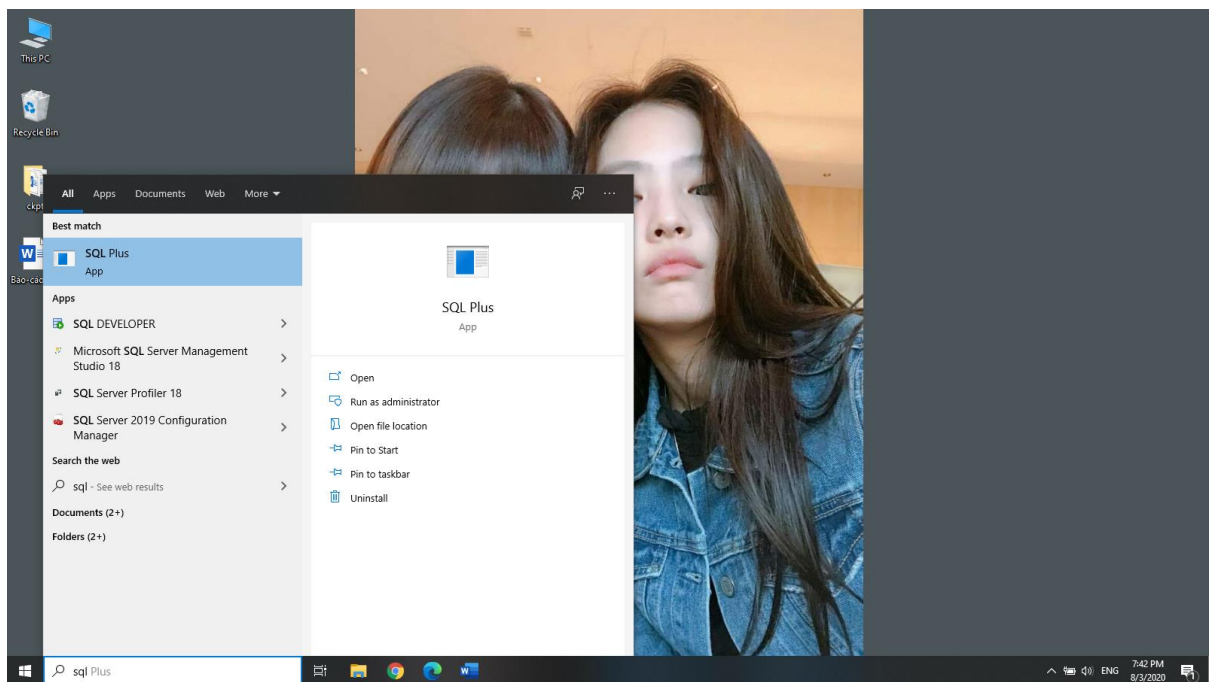 This PC
Recycle Bin
ckpt
Báo-cáo
All Apps Documents Web More
Best match
SQL Plus
App
Apps
SQL DEVELOPER
Microsoft SQL Server Management
Studio 18
SQL Server Profiler 18
SQL Server 2019 Configuration
Manager
Search the web
sql - See web results
Documents (2+)
Folders (2+)
SQL Plus
App
Open
Run as administrator
Open file location
Pin to Start
Pin to taskbar
Uninstall
sql Plus
ENG
7:42 PM
8/3/2020
1